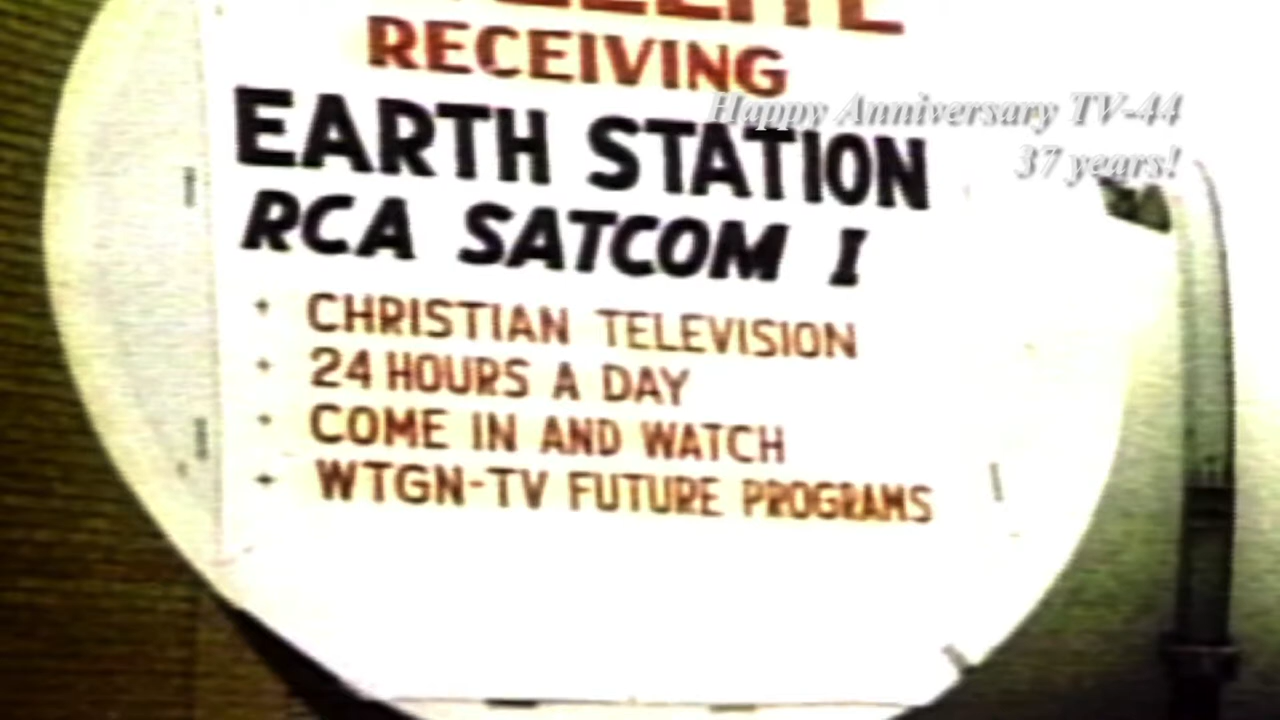 RECEIVING
EARTH STATION
RCA SATCOM I
CHRISTIAN TELEVISION
24 HOURS A DAY
COME IN AND WATCH
WTGN-TV FUTURE PROGRAMS
Happy Anniversary TV-44
37 years!